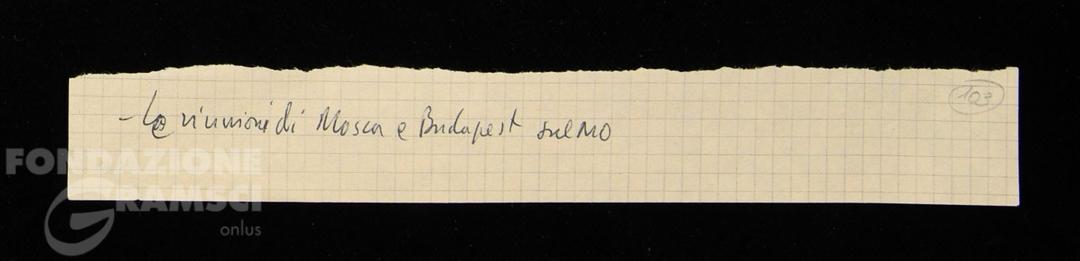 103
- Le riunioni di Mosca e Budapest sul MO
FONDAZIONE
GRAMSCI
onlus